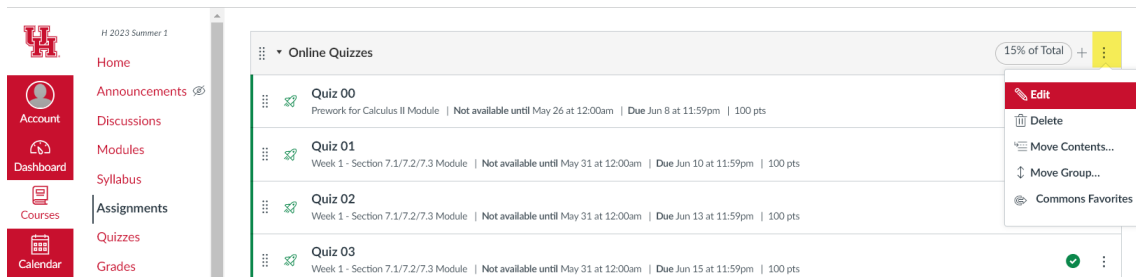 H 2023 Summer 1
Home
Announcements
Discussions
Modules
Syllabus
Assignments
Quizzes
Grades
Account
Dashboard
Courses
Calendar
Online Quizzes
15% of Total
Quiz 00
Prework for Calculus II Module | Not available until May 26 at 12:00am | Due Jun 8 at 11:59pm | 100 pts
Quiz 01
Week 1 - Section 7.1/7.2/7.3 Module | Not available until May 31 at 12:00am | Due Jun 10 at 11:59pm | 100 pts
Quiz 02
Week 1 - Section 7.1/7.2/7.3 Module | Not available until May 31 at 12:00am | Due Jun 13 at 11:59pm | 100 pts
Quiz 03
Week 1 - Section 7.1/7.2/7.3 Module | Not available until May 31 at 12:00am | Due Jun 15 at 11:59pm | 100 pts
Edit
Delete
Move Contents...
Move Group...
Commons Favorites